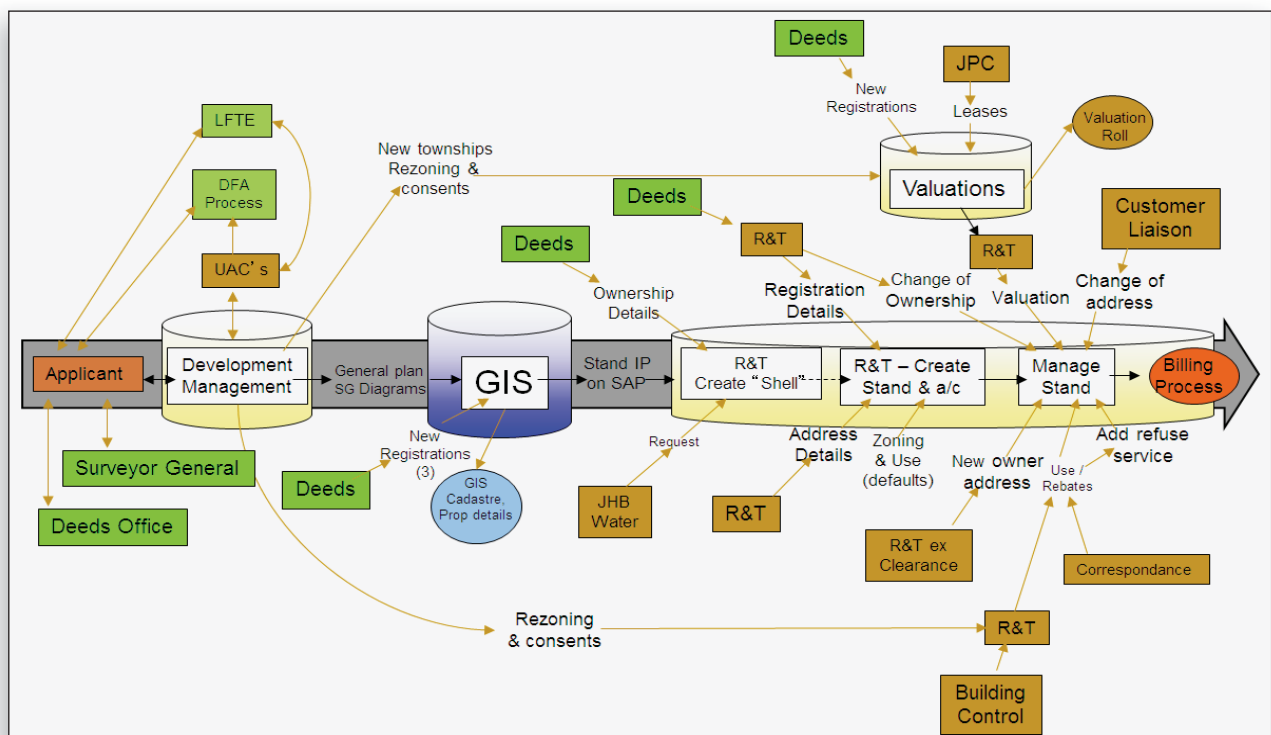 Deeds
JPC
New
Registrations
Leases
Valuation
Roll
LFTE
New townships
Rezoning &
consents
DFA
Process
Deeds
Valuations
Customer
Liaison
UAC's
Deeds
R&T
R&T
Ownership
Details
Registration
Details
Change of
Ownership
Valuation
Change of
address
Applicant
Development
Management
General plan
SG Diagrams
GIS
Stand IP
on SAP
R&T
Create "Shell"
R&T – Create
Stand & a/c
Manage
Stand
Billing
Process
New
Registrations
(3)
Request
Address
Details
Zoning
& Use
(defaults)
New owner
address
Use /
Rebates
Add refuse
service
Surveyor General
Deeds
GIS
Cadastre,
Prop details
JHB
Water
R&T
Deeds Office
R&T ex
Clearance
Correspondance
Rezoning
& consents
R&T
Building
Control